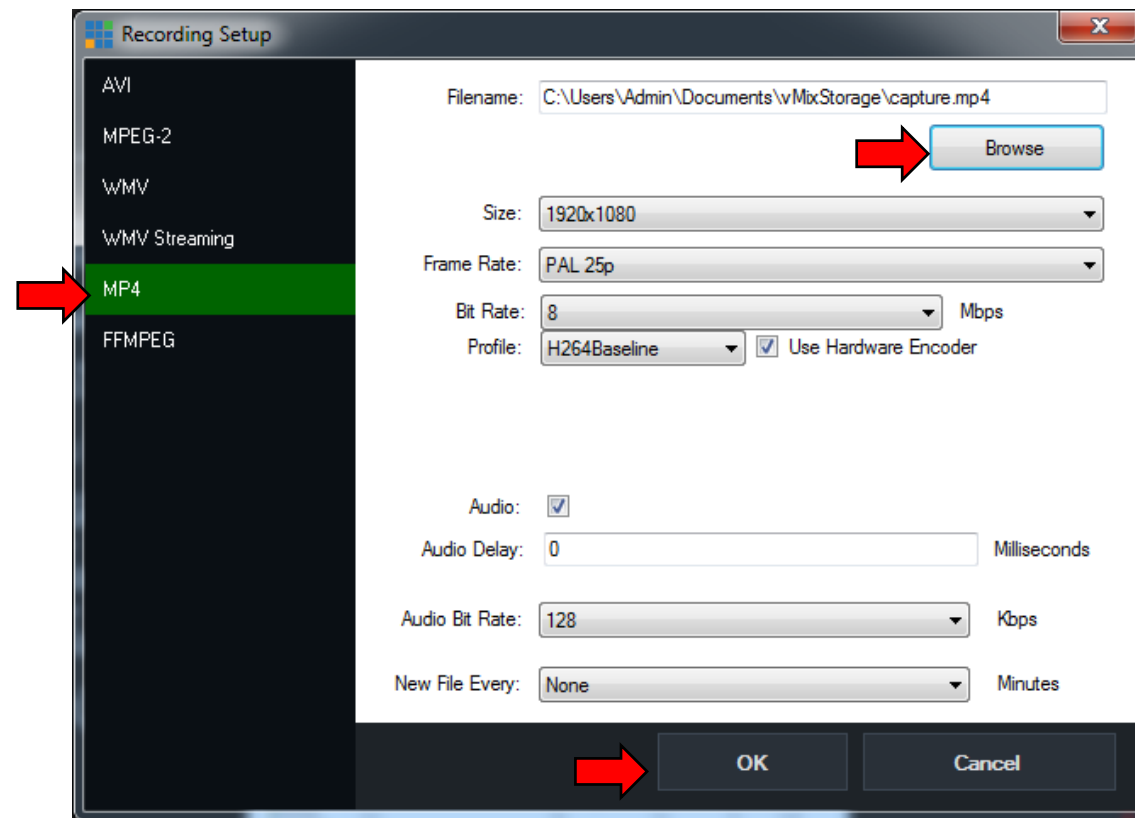 Recording Setup
x
AVI
MPEG-2
WMV
WMV Streaming
MP4
FFMPEG
Filename: C:\Users\Admin\Documents\vMixStorage\capture.mp4
Browse
Size: 1920x1080
Frame Rate: PAL 25p
Bit Rate: 8 Mbps
Profile: H264Baseline Use Hardware Encoder
Audio:
Audio Delay: 0 Milliseconds
Audio Bit Rate: 128 Kbps
New File Every: None Minutes
OK Cancel